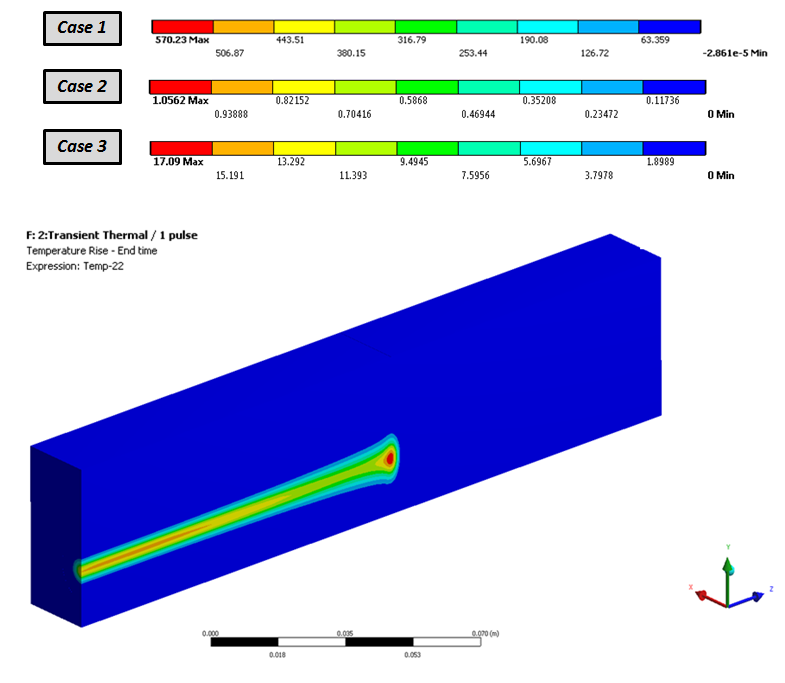 Case 1
570.23 Max 443.51 316.79 190.08 63.359
506.87 380.15 253.44 126.72 -2.861e-5 Min
Case 2
1.0562 Max 0.82152 0.5868 0.35208 0.11736
0.93888 0.70416 0.46944 0.23472 0 Min
Case 3
17.09 Max 13.292 9.4945 5.6967 1.8989
15.191 11.393 7.5956 3.7978 0 Min
F: 2:Transient Thermal / 1 pulse
Temperature Rise - End time
Expression: Temp-22
Y
X Z
0.000 0.035 0.070 (m)
0.018 0.053